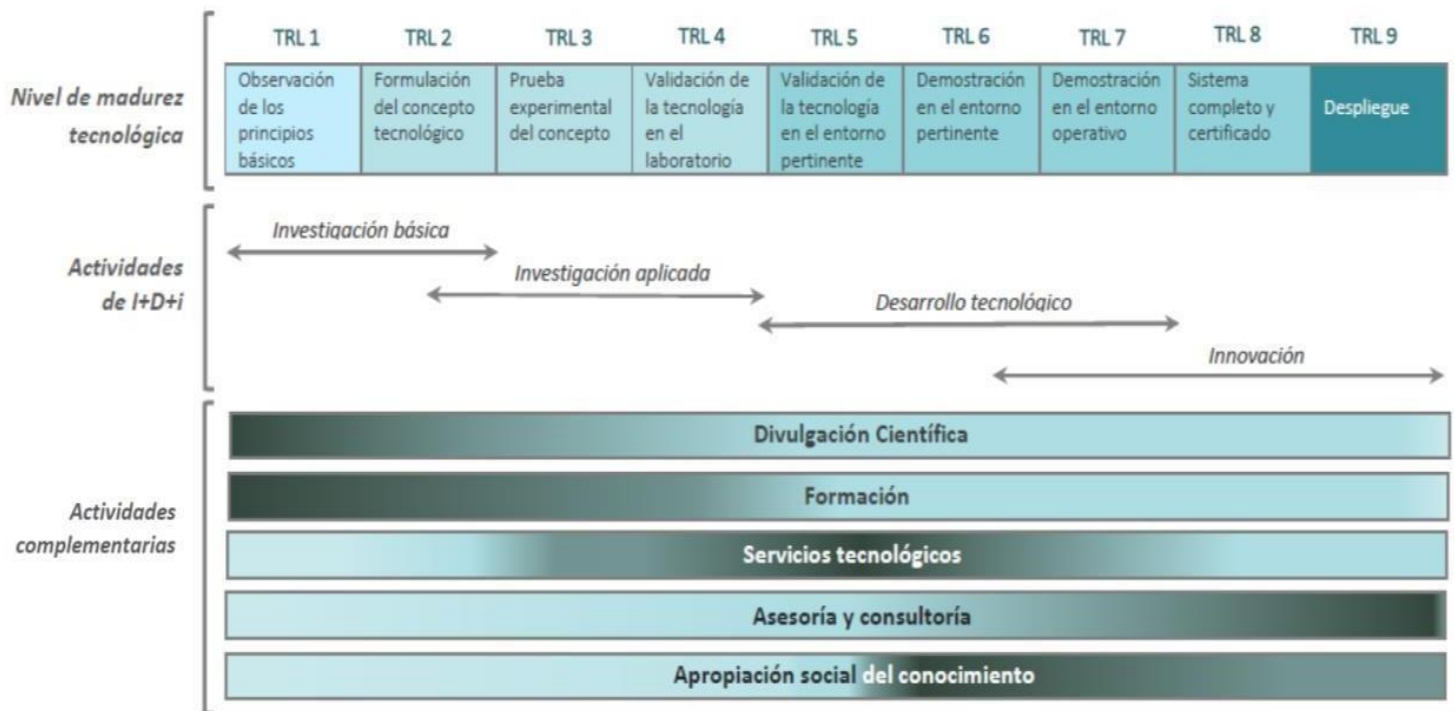 TRL 1 TRL 2 TRL 3 TRL 4 TRL 5 TRL 6 TRL 7 TRL 8 TRL 9
Nivel de madurez
tecnológica
Observación
de los
principios
básicos
Formulación
del concepto
tecnológico
Prueba
experimental
del concepto
Validación de
la tecnología
en el
laboratorio
Validación de
la tecnología
en el entorno
pertinente
Demostración
en el entorno
pertinente
Demostración
en el entorno
operativo
Sistema
completo y
certificado
Despliegue
Actividades
de I+D+i
Investigación básica
Investigación aplicada
Desarrollo tecnológico
Innovación
Actividades
complementarias
Divulgación Científica
Formación
Servicios tecnológicos
Asesoría y consultoría
Apropiación social del conocimiento